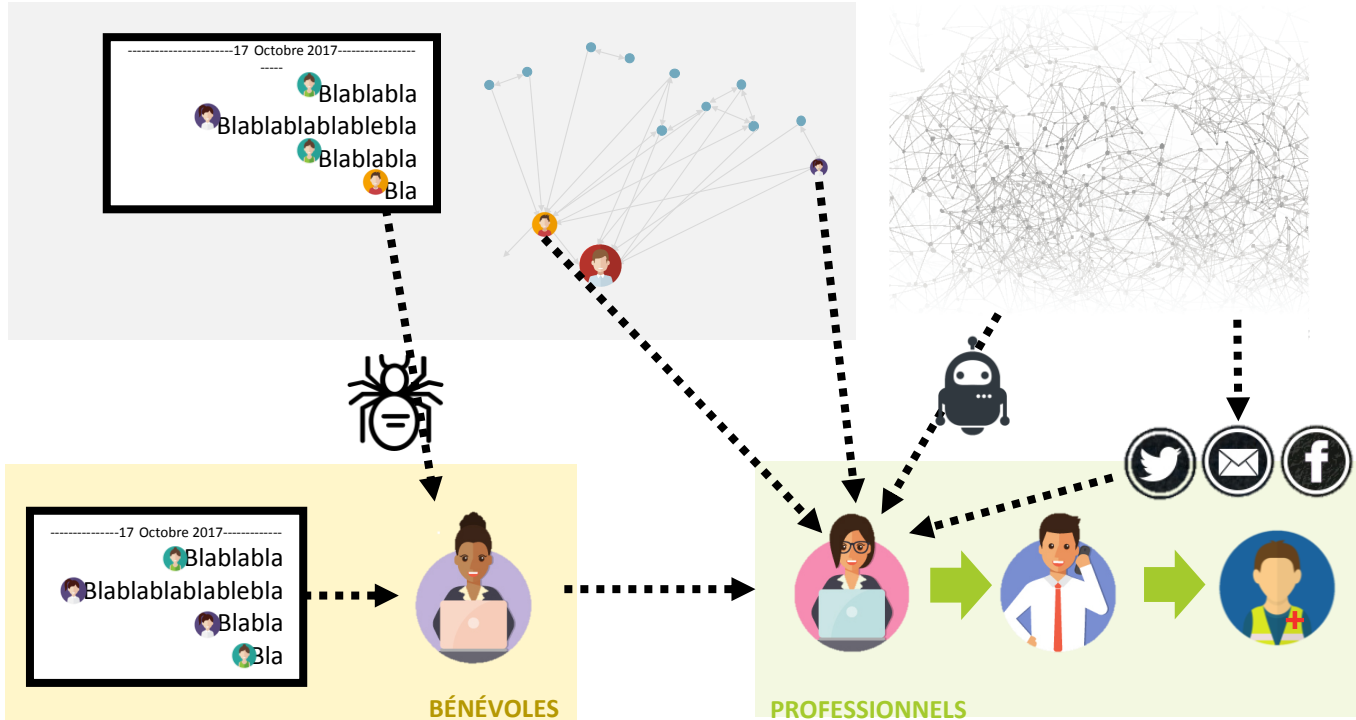 -----------------------17 Octobre 2017-----------------
-----
Blablabla
Blablablablablebla
Blablabla
Bla
---------------17 Octobre 2017-------------
Blablabla
Blablablablablebla
Blabla
Bla
BÉNÉVOLES
PROFESSIONNELS